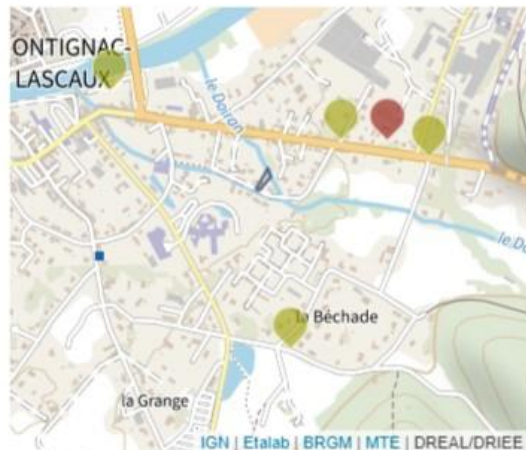 ONTIGNAC-
LASCAUX
le Doiran
la Béchade
le Do
la Grange
IGN | Etalab | BRGM | MTE | DREAL/DRIEE